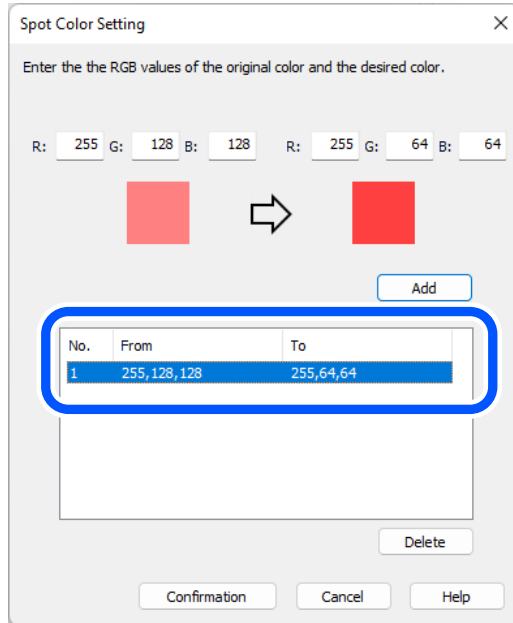 Spot Color Setting
Enter the the RGB values of the original color and the desired color.
R: 255 G: 128 B: 128 R: 255 G: 64 B: 64
Add
No. From To
1 255,128,128 255,64,64
Delete
Confirmation Cancel Help